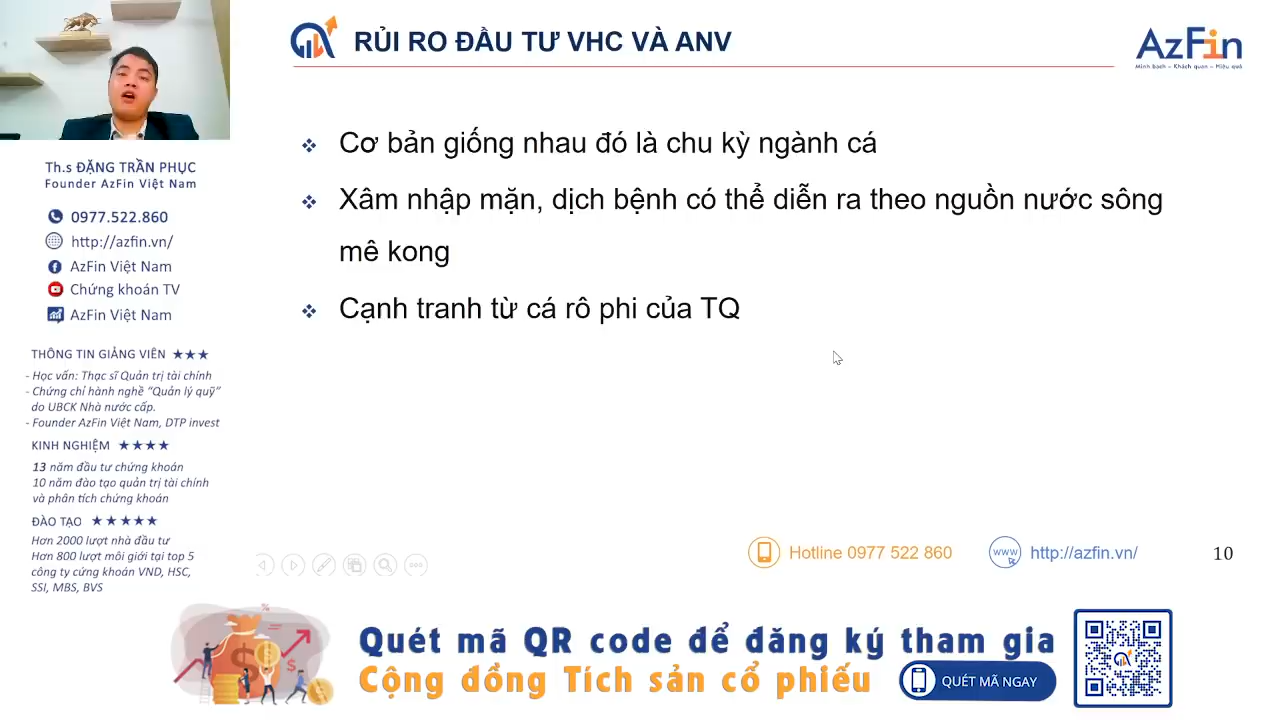 RỦI RO ĐẦU TƯ VHC VÀ ANV
AzFin
Minh bạch - Khách quan - Hiệu quả
Cơ bản giống nhau đó là chu kỳ ngành cá
Xâm nhập mặn, dịch bệnh có thể diễn ra theo nguồn nước sông
mê kong
Cạnh tranh từ cá rô phi của TQ
Th.s ĐẶNG TRẦN PHỤC
Founder AzFin Việt Nam
0977.522.860
http://azfin.vn/
AzFin Việt Nam
Chứng khoán TV
AzFin Việt Nam
THÔNG TIN GIẢNG VIÊN ★★★
- Học vấn: Thạc sĩ Quản trị tài chính
- Chứng chỉ hành nghề "Quản lý quỹ"
do UBCK Nhà nước cấp.
- Founder AzFin Việt Nam, DTP invest
KINH NGHIỆM ★★★★
13 năm đầu tư chứng khoán
10 năm đào tạo quản trị tài chính
và phân tích chứng khoán
ĐÀO TẠO ★★★★★
Hơn 2000 lượt nhà đầu tư
Hơn 800 lượt môi giới tại top 5
công ty cứng khoán VND, HSC,
SSI, MBS, BVS
Hotline 0977 522 860
www
http://azfin.vn/
10
Quét mã QR code để đăng ký tham gia
Cộng đồng Tích sản cổ phiếu
QUÉT MÃ NGAY